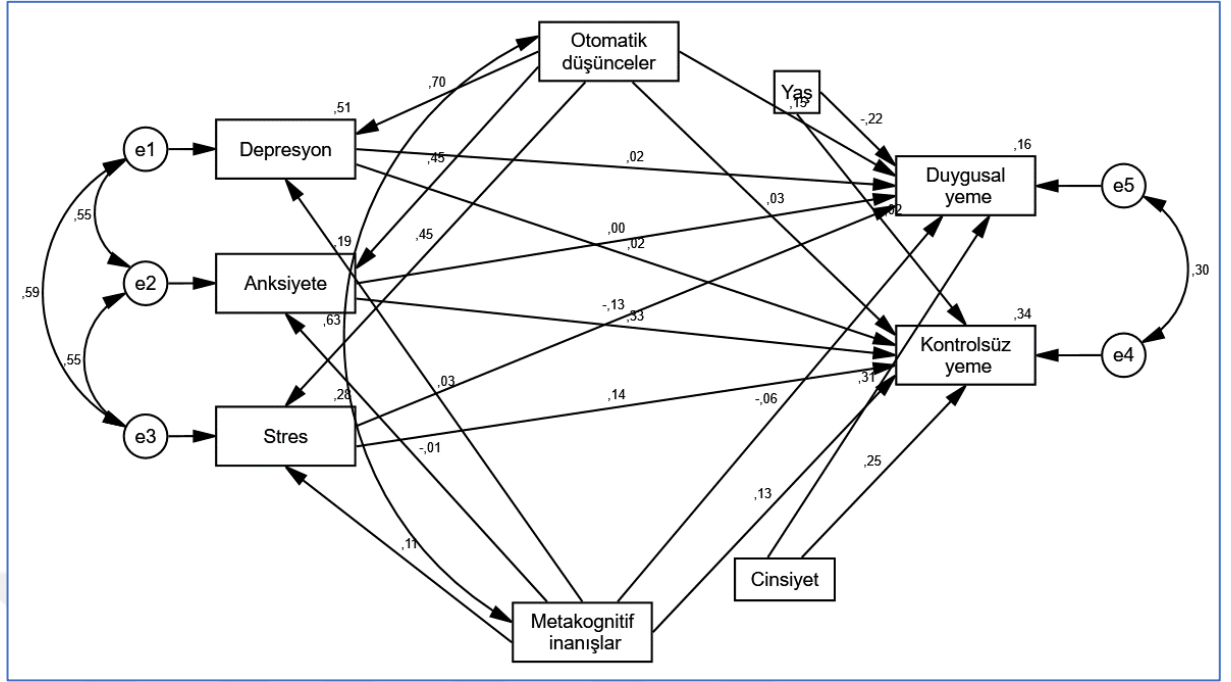 Otomatik
düşünceler
Yaş
,15
,70
,51
-,22
,16
e1
Depresyon
,45
,02
Duygusal
yeme
e5
,55
,03
,02
,19
,45
,00
,02
e2
Anksiyete
,30
,59
-,13
,33
,63
,34
Kontrolsüz
yeme
e4
,55
,03
,31
,28
,14
-,06
e3
Stres
-,01
,25
,13
,11
Cinsiyet
Metakognitif
inanışlar